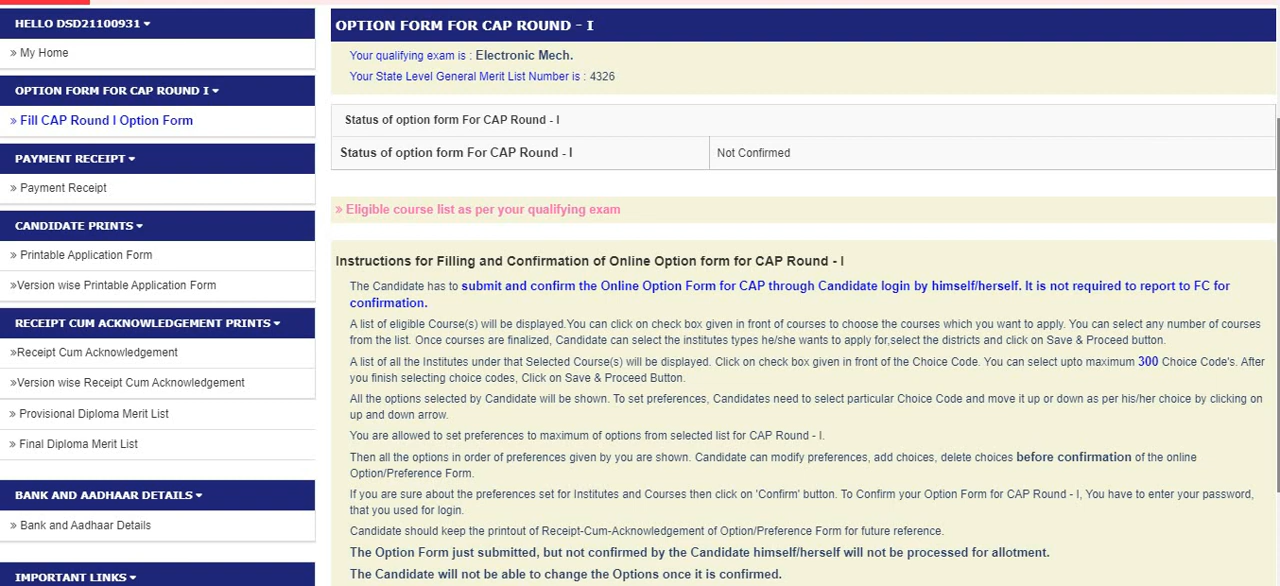 HELLO DSD21100931
» My Home
OPTION FORM FOR CAP ROUND I
» Fill CAP Round I Option Form
PAYMENT RECEIPT
» Payment Receipt
CANDIDATE PRINTS
» Printable Application Form
»Version wise Printable Application Form
RECEIPT CUM ACKNOWLEDGEMENT PRINTS
»Receipt Cum Acknowledgement
»Version wise Receipt Cum Acknowledgement
» Provisional Diploma Merit List
» Final Diploma Merit List
BANK AND AADHAAR DETAILS
» Bank and Aadhaar Details
IMPORTANT LINKS
OPTION FORM FOR CAP ROUND - I
Your qualifying exam is : Electronic Mech.
Your State Level General Merit List Number is : 4326
Status of option form For CAP Round - I
Status of option form For CAP Round - I Not Confirmed
» Eligible course list as per your qualifying exam
Instructions for Filling and Confirmation of Online Option form for CAP Round - I
The Candidate has to submit and confirm the Online Option Form for CAP through Candidate login by himself/herself. It is not required to report to FC for
confirmation.
A list of eligible Course(s) will be displayed.You can click on check box given in front of courses to choose the courses which you want to apply. You can select any number of courses
from the list. Once courses are finalized, Candidate can select the institutes types he/she wants to apply for,select the districts and click on Save & Proceed button.
A list of all the Institutes under that Selected Course(s) will be displayed. Click on check box given in front of the Choice Code. You can select upto maximum 300 Choice Code's. After
you finish selecting choice codes, Click on Save & Proceed Button.
All the options selected by Candidate will be shown. To set preferences, Candidates need to select particular Choice Code and move it up or down as per his/her choice by clicking on
up and down arrow.
You are allowed to set preferences to maximum of options from selected list for CAP Round - I.
Then all the options in order of preferences given by you are shown. Candidate can modify preferences, add choices, delete choices before confirmation of the online
Option/Preference Form.
If you are sure about the preferences set for Institutes and Courses then click on 'Confirm' button. To Confirm your Option Form for CAP Round - I, You have to enter your password,
that you used for login.
Candidate should keep the printout of Receipt-Cum-Acknowledgement of Option/Preference Form for future reference.
The Option Form just submitted, but not confirmed by the Candidate himself/herself will not be processed for allotment.
The Candidate will not be able to change the Options once it is confirmed.